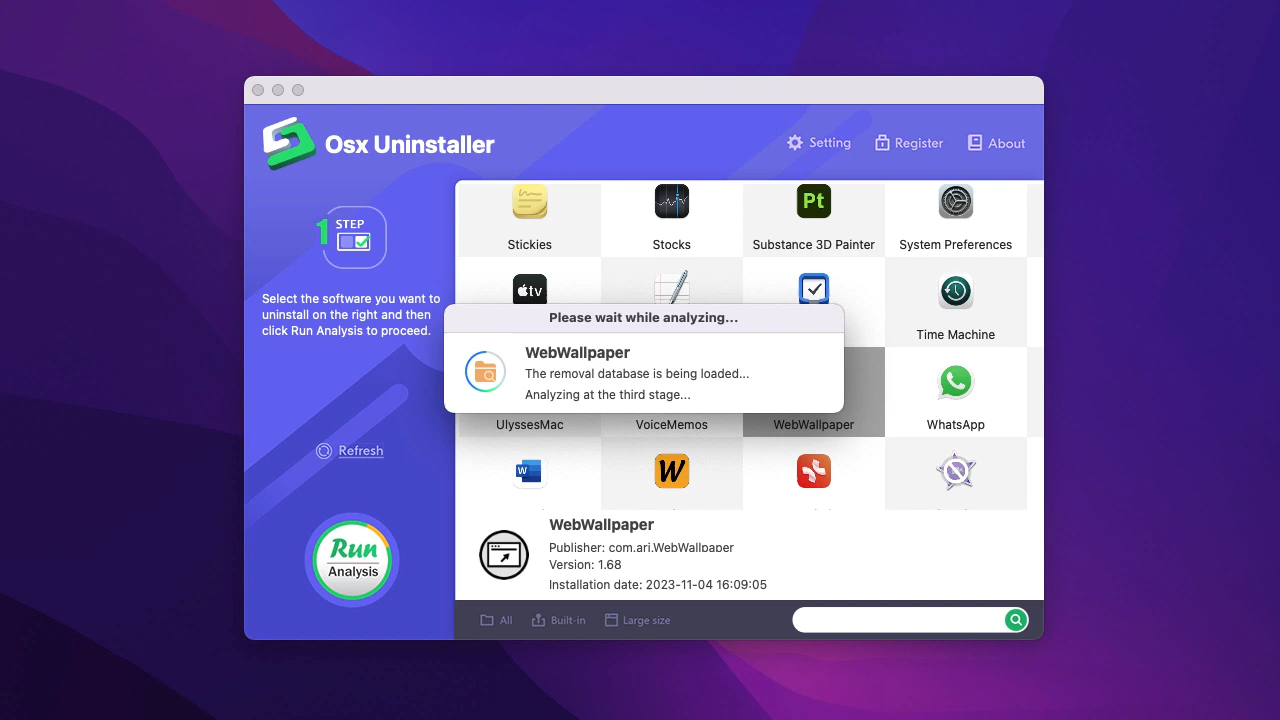 Osx Uninstaller
Setting
Register
About
STEP
1
Select the software you want to
uninstall on the right and then
click Run Analysis to proceed.
Refresh
Run
Analysis
Pt
Stickies
Stocks
Substance 3D Painter
System Preferences
tv
Time Machine
Please wait while analyzing...
WebWallpaper
The removal database is being loaded...
Analyzing at the third stage...
UlyssesMac
VoiceMemos
WebWallpaper
WhatsApp
W
W
WebWallpaper
Publisher: com.ari.WebWallpaper
Version: 1.68
Installation date: 2023-11-04 16:09:05
All
Built-in
Large size